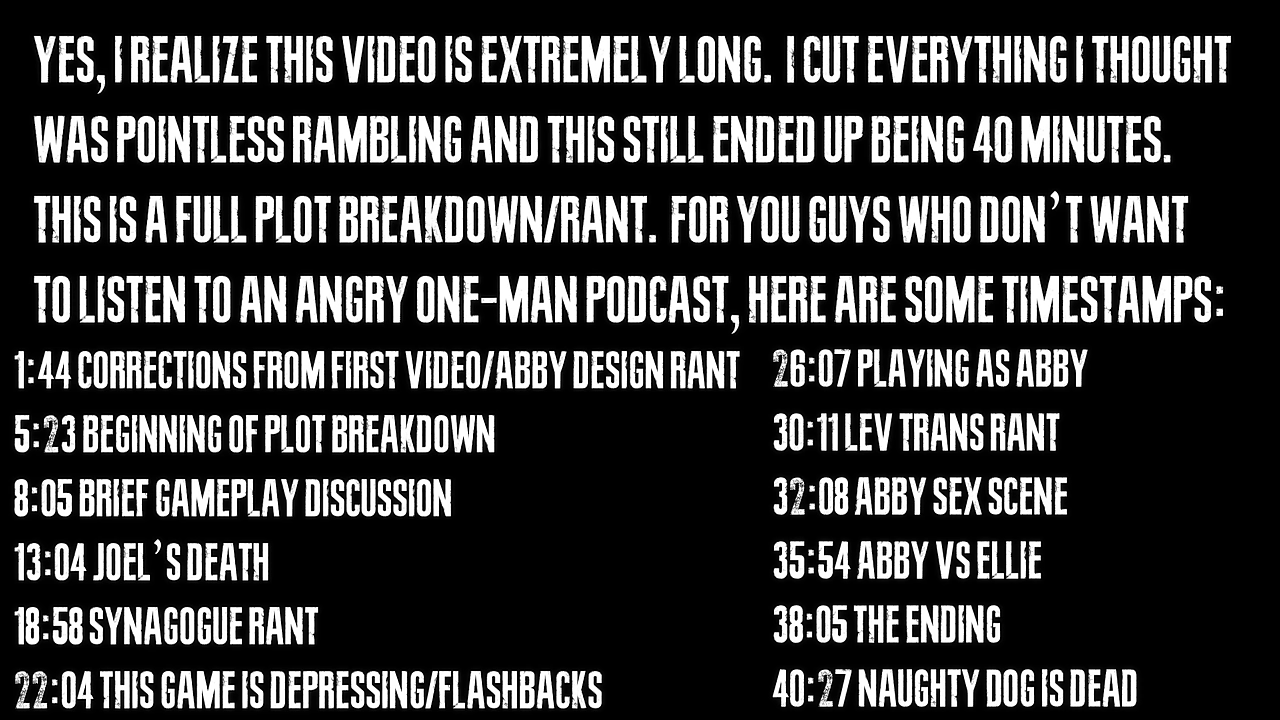 YES, I REALIZE THIS VIDEO IS EXTREMELY LONG. I CUT EVERYTHING I THOUGHT
WAS POINTLESS RAMBLING AND THIS STILL ENDED UP BEING 40 MINUTES.
THIS IS A FULL PLOT BREAKDOWN/RANT. FOR YOU GUYS WHO DON'T WANT
TO LISTEN TO AN ANGRY ONE-MAN PODCAST, HERE ARE SOME TIMESTAMPS:
1:44 CORRECTIONS FROM FIRST VIDEO/ABBY DESIGN RANT
5:23 BEGINNING OF PLOT BREAKDOWN
8:05 BRIEF GAMEPLAY DISCUSSION
13:04 JOEL'S DEATH
18:58 SYNAGOGUE RANT
22:04 THIS GAME IS DEPRESSING/FLASHBACKS
26:07 PLAYING AS ABBY
30:11 LEV TRANS RANT
32:08 ABBY SEX SCENE
35:54 ABBY VS ELLIE
38:05 THE ENDING
40:27 NAUGHTY DOG IS DEAD